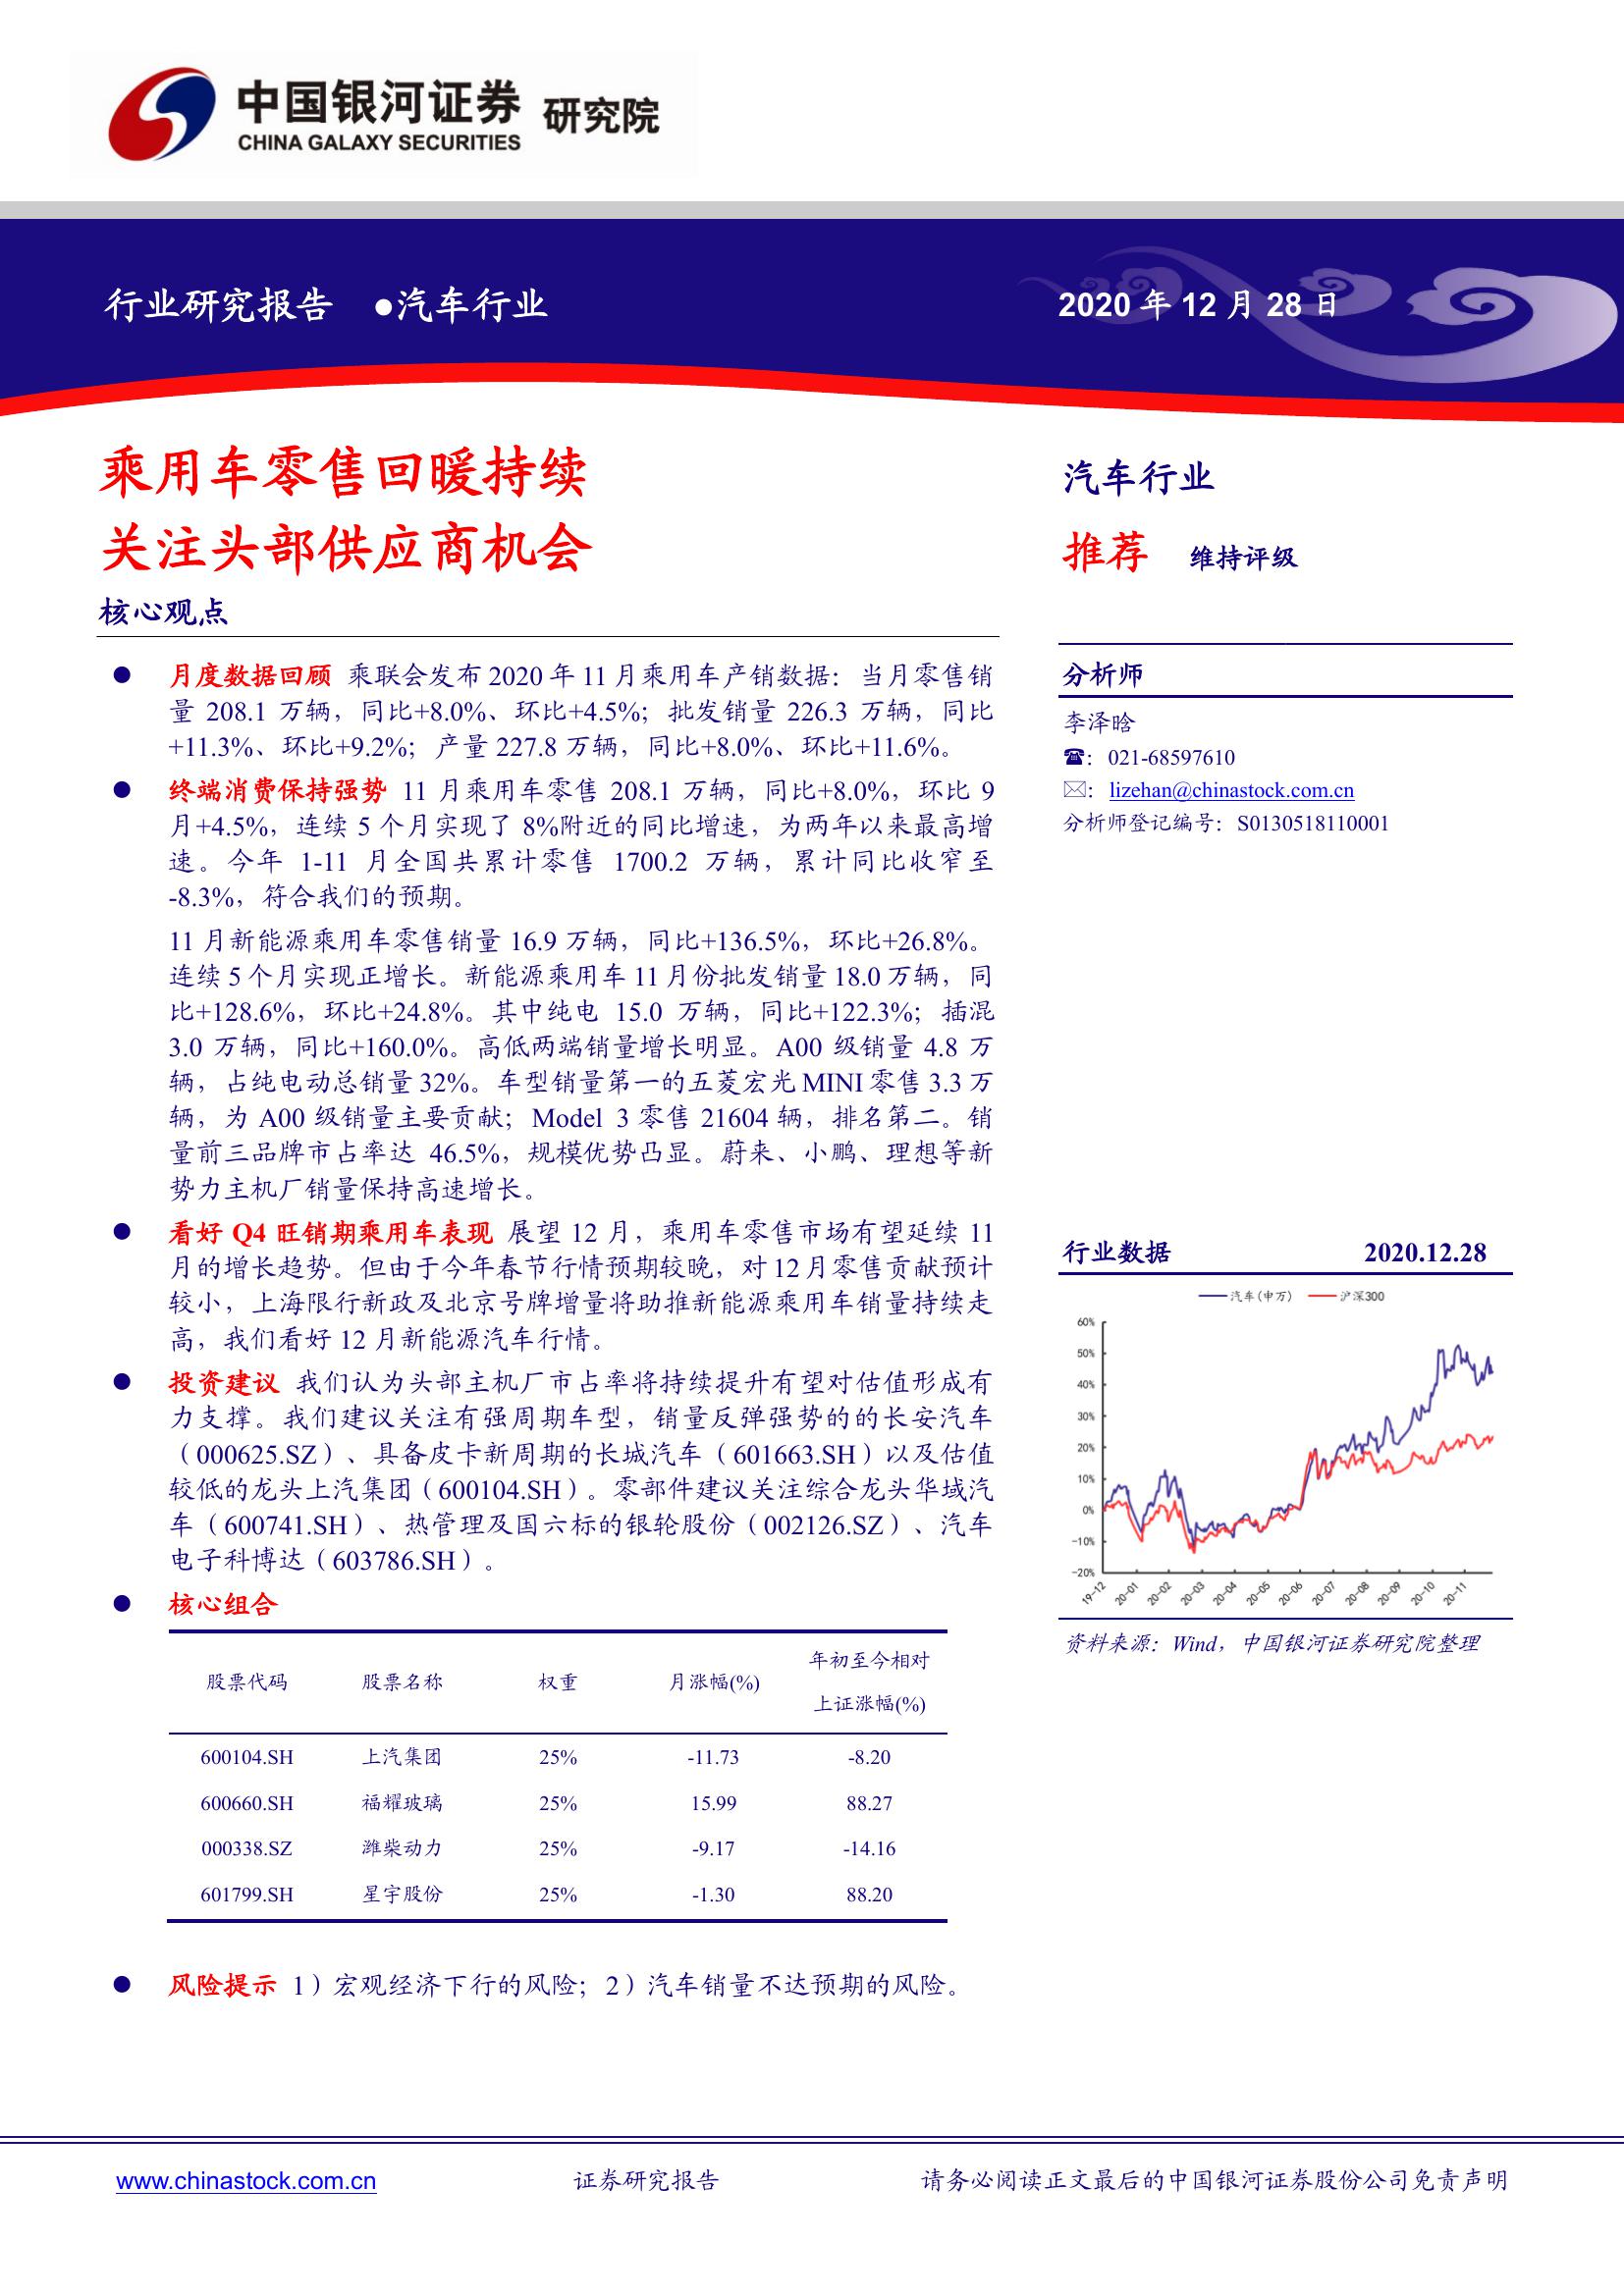 中国银河证券 研究院
CHINA GALAXY SECURITIES
行业研究报告 ●汽车行业
2020 年 12 月 28 日
乘用车零售回暖持续
关注头部供应商机会
核心观点
● 月度数据回顾 乘联会发布 2020 年 11 月乘用车产销数据：当月零售销
量 208.1 万辆，同比+8.0%、环比+4.5%；批发销量 226.3 万辆，同比
+11.3%、环比+9.2%；产量 227.8 万辆，同比+8.0%、环比+11.6%。
● 终端消费保持强势 11 月乘用车零售 208.1 万辆，同比+8.0%，环比 9
月+4.5%，连续 5 个月实现了 8%附近的同比增速，为两年以来最高增
速。今年 1-11 月全国共累计零售 1700.2 万辆，累计同比收窄至
-8.3%，符合我们的预期。
11 月新能源乘用车零售销量 16.9 万辆，同比+136.5%，环比+26.8%。
连续 5 个月实现正增长。新能源乘用车 11 月份批发销量 18.0 万辆，同
比+128.6%，环比+24.8%。其中纯电 15.0 万辆，同比+122.3%；插混
3.0 万辆，同比+160.0%。高低两端销量增长明显。A00 级销量 4.8 万
辆，占纯电动总销量 32%。车型销量第一的五菱宏光 MINI 零售 3.3 万
辆，为 A00 级销量主要贡献；Model 3 零售 21604 辆，排名第二。销
量前三品牌市占率达 46.5%，规模优势凸显。蔚来、小鹏、理想等新
势力主机厂销量保持高速增长。
● 看好 Q4 旺销期乘用车表现 展望 12 月，乘用车零售市场有望延续 11
月的增长趋势。但由于今年春节行情预期较晚，对 12 月零售贡献预计
较小，上海限行新政及北京号牌增量将助推新能源乘用车销量持续走
高，我们看好 12 月新能源汽车行情。
● 投资建议 我们认为头部主机厂市占率将持续提升有望对估值形成有
力支撑。我们建议关注有强周期车型，销量反弹强势的的长安汽车
（000625.SZ）、具备皮卡新周期的长城汽车（601663.SH）以及估值
较低的龙头上汽集团（600104.SH）。零部件建议关注综合龙头华域汽
车（600741.SH）、热管理及国六标的银轮股份（002126.SZ）、汽车
电子科博达（603786.SH）。
● 核心组合
股票代码 股票名称 权重 月涨幅(%) 年初至今相对
上证涨幅(%)
600104.SH 上汽集团 25% -11.73 -8.20
600660.SH 福耀玻璃 25% 15.99 88.27
000338.SZ 潍柴动力 25% -9.17 -14.16
601799.SH 星宇股份 25% -1.30 88.20
● 风险提示 1）宏观经济下行的风险；2）汽车销量不达预期的风险。
汽车行业
推荐 维持评级
分析师
李泽晗
☎：021-68597610
✉：lizehan@chinastock.com.cn
分析师登记编号：S0130518110001
行业数据 2020.12.28
汽车(申万) 沪深300
60%
50%
40%
30%
20%
10%
0%
-10%
-20%
19-12 20-01 20-02 20-03 20-04 20-05 20-06 20-07 20-08 20-09 20-10 20-11
资料来源：Wind，中国银河证券研究院整理
www.chinastock.com.cn 证券研究报告 请务必阅读正文最后的中国银河证券股份公司免责声明